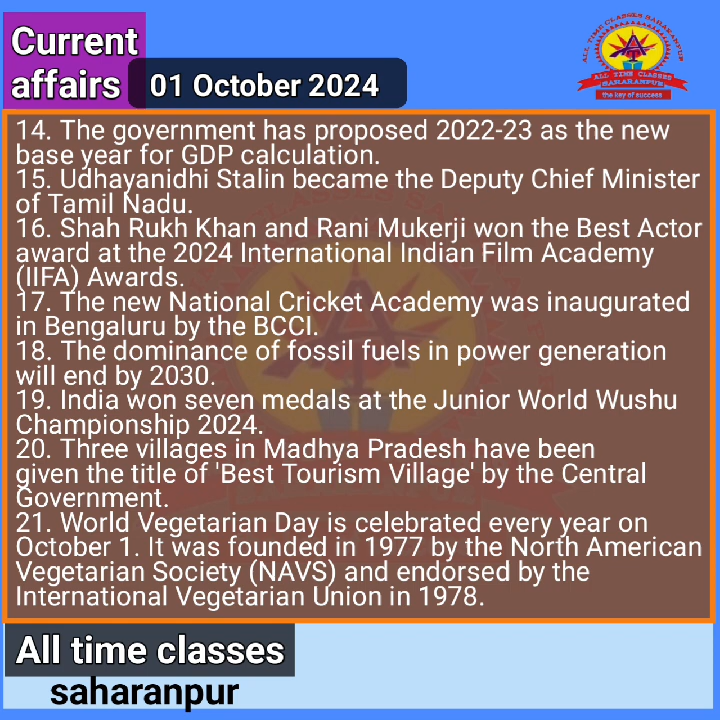 Current
affairs
01 October 2024
ALL TIME CLASSES SAHARANPUR
ALL TIME CLASSES
SAHARANPUR
the key of success
14. The government has proposed 2022-23 as the new
base year for GDP calculation.
15. Udhayanidhi Stalin became the Deputy Chief Minister
of Tamil Nadu.
16. Shah Rukh Khan and Rani Mukerji won the Best Actor
award at the 2024 International Indian Film Academy
(IIFA) Awards.
17. The new National Cricket Academy was inaugurated
in Bengaluru by the BCCI.
18. The dominance of fossil fuels in power generation
will end by 2030.
19. India won seven medals at the Junior World Wushu
Championship 2024.
20. Three villages in Madhya Pradesh have been
given the title of 'Best Tourism Village' by the Central
Government.
21. World Vegetarian Day is celebrated every year on
October 1. It was founded in 1977 by the North American
Vegetarian Society (NAVS) and endorsed by the
International Vegetarian Union in 1978.
All time classes
saharanpur